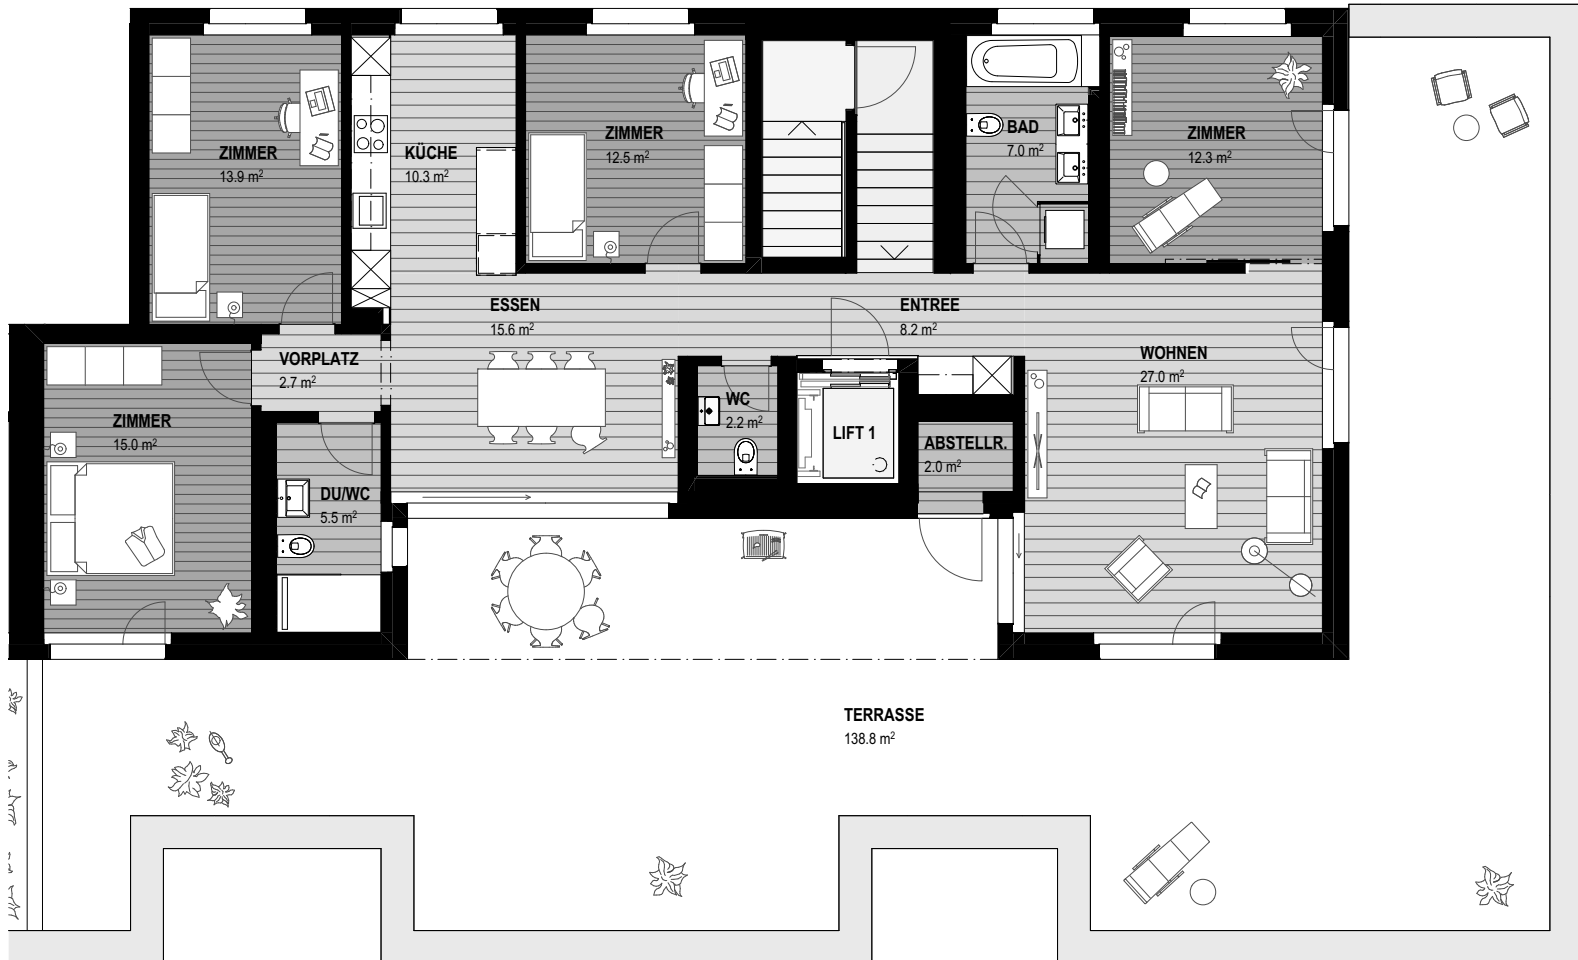 ZIMMER
13.9 m²
KÜCHE
10.3 m²
ZIMMER
12.5 m²
BAD
7.0 m²
ZIMMER
12.3 m²
ESSEN
15.6 m²
ENTREE
8.2 m²
VORPLATZ
2.7 m²
WOHNEN
27.0 m²
ZIMMER
15.0 m²
WC
2.2 m²
LIFT 1
ABSTELLR.
2.0 m²
DU/WC
5.5 m²
TERRASSE
138.8 m²